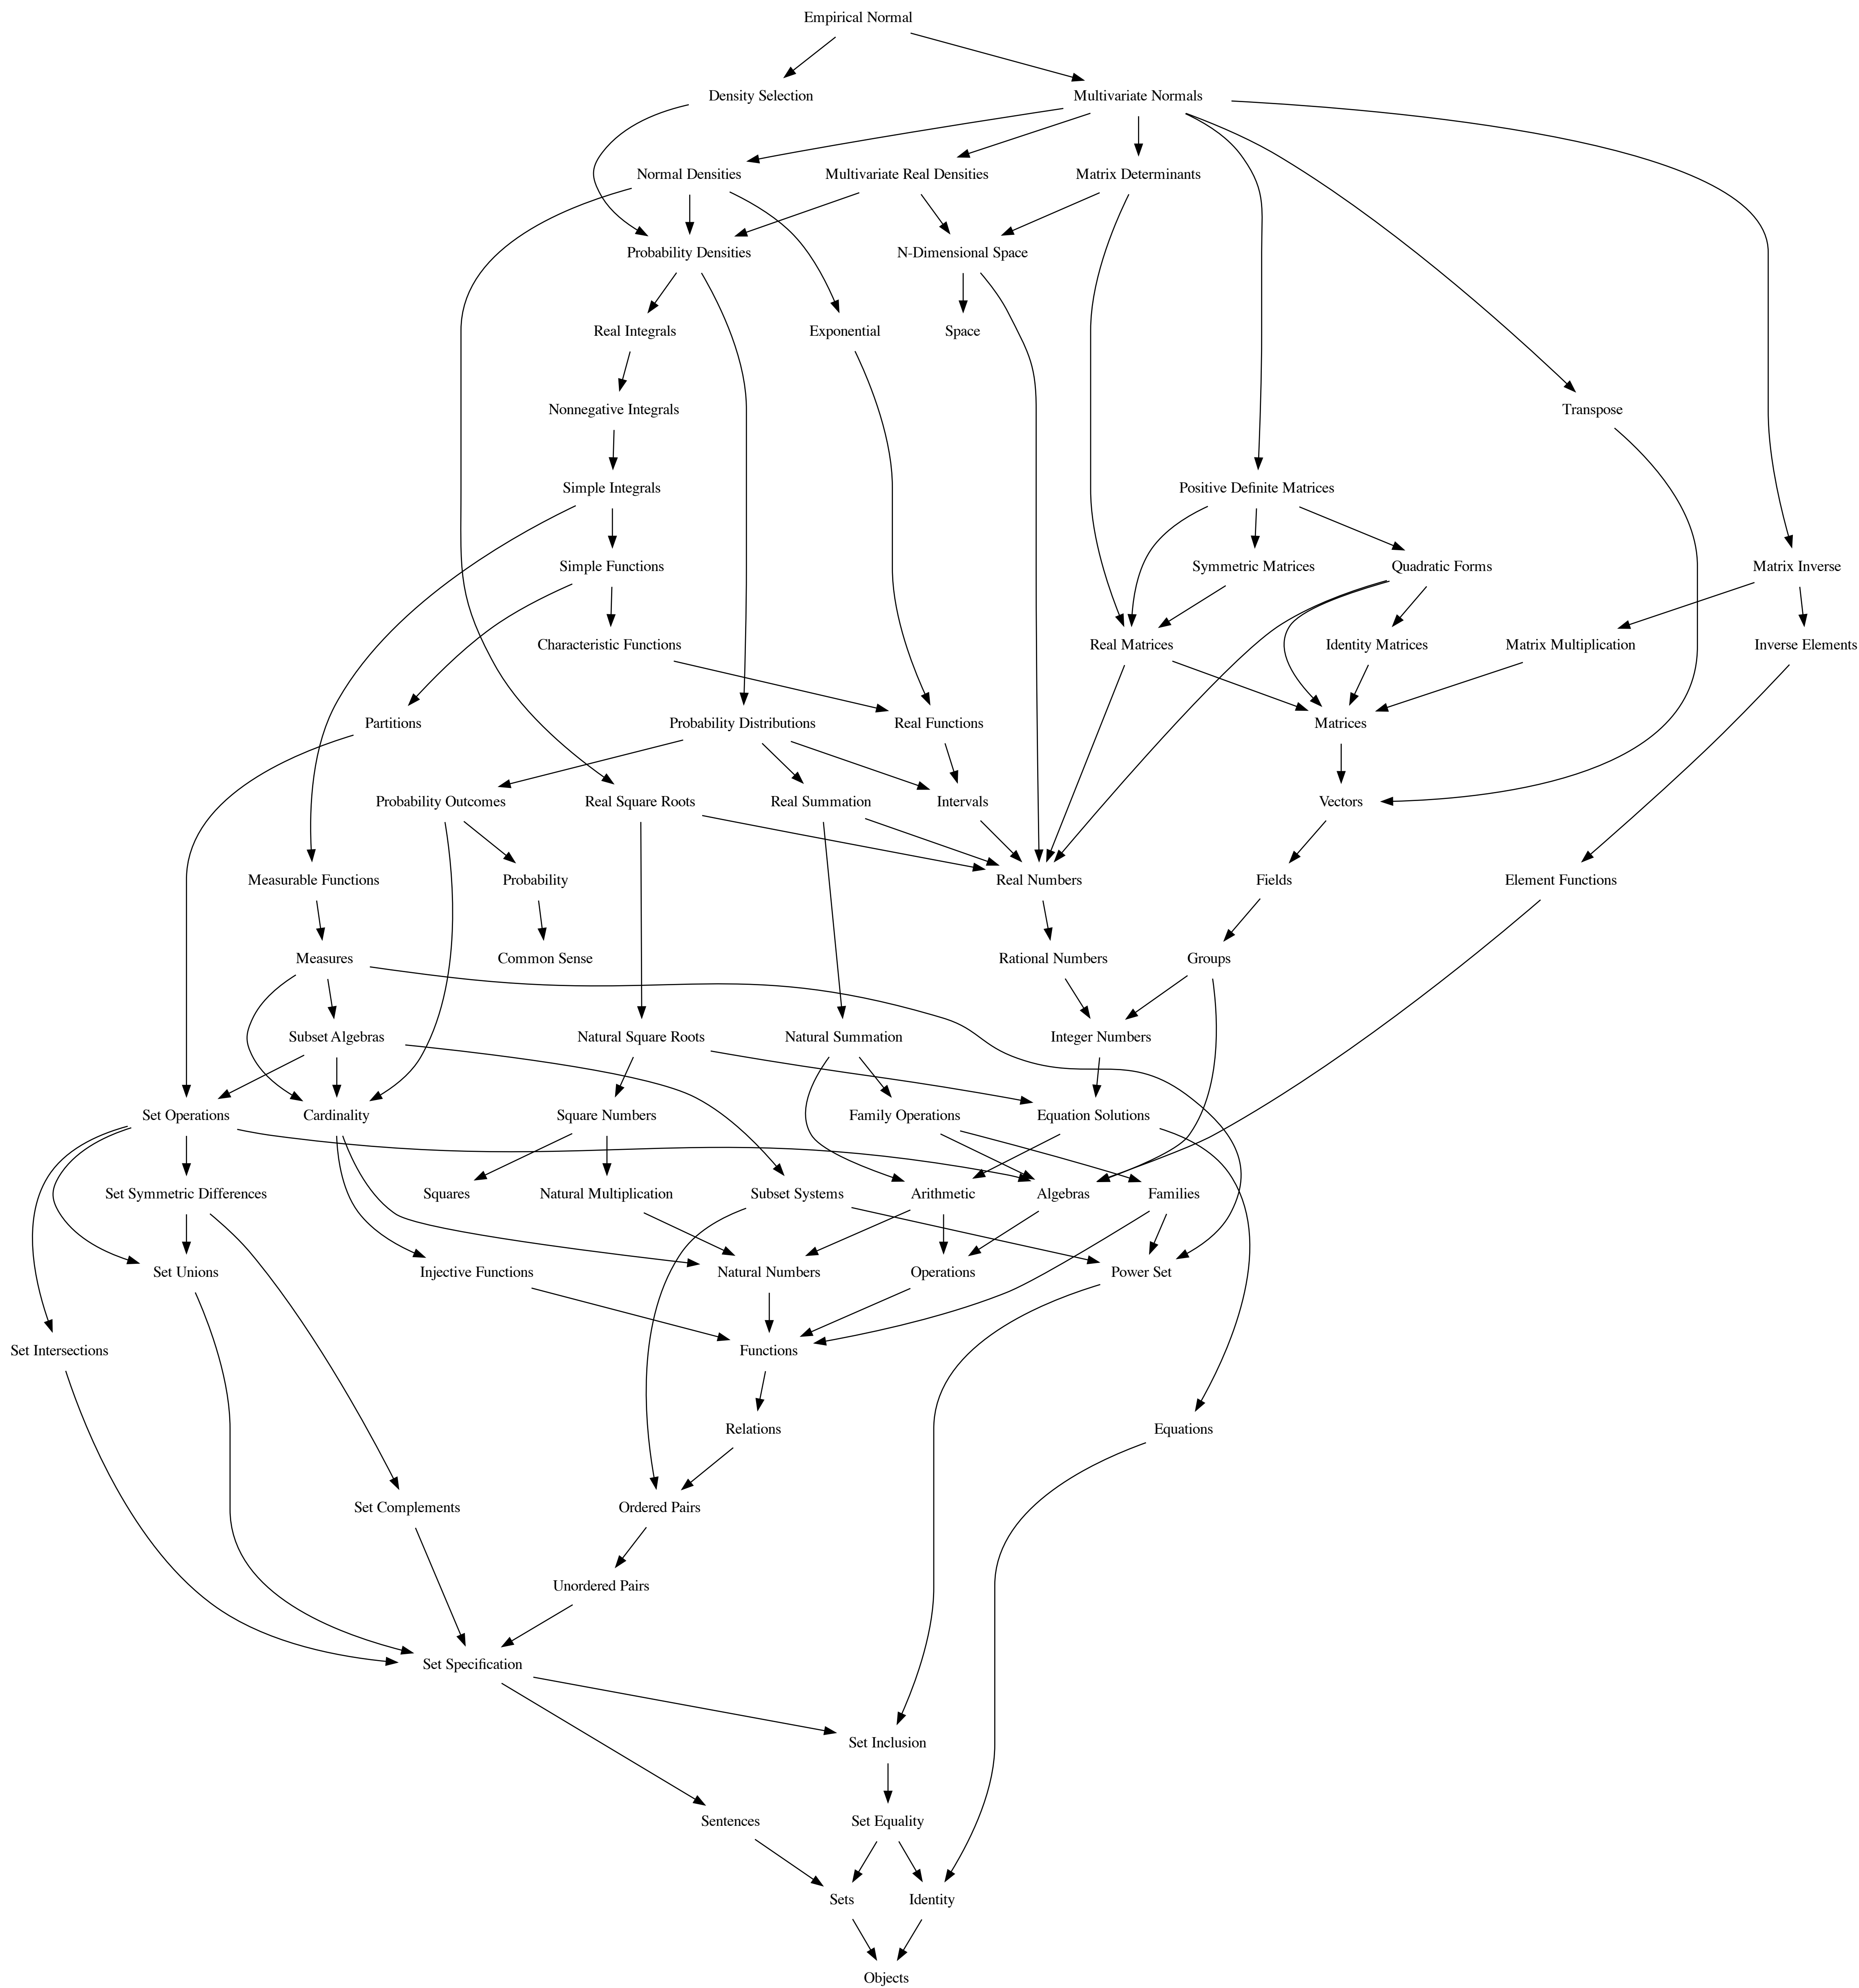 Empirical Normal
Density Selection
Multivariate Normals
Normal Densities
Multivariate Real Densities
Matrix Determinants
Probability Densities
N-Dimensional Space
Real Integrals
Exponential
Space
Nonnegative Integrals
Transpose
Simple Integrals
Positive Definite Matrices
Simple Functions
Symmetric Matrices
Quadratic Forms
Matrix Inverse
Characteristic Functions
Real Matrices
Identity Matrices
Matrix Multiplication
Inverse Elements
Partitions
Probability Distributions
Real Functions
Matrices
Probability Outcomes
Real Square Roots
Real Summation
Intervals
Vectors
Measurable Functions
Probability
Real Numbers
Fields
Element Functions
Measures
Common Sense
Rational Numbers
Groups
Subset Algebras
Natural Square Roots
Natural Summation
Integer Numbers
Set Operations
Cardinality
Square Numbers
Family Operations
Equation Solutions
Set Symmetric Differences
Squares
Natural Multiplication
Subset Systems
Arithmetic
Algebras
Families
Set Unions
Injective Functions
Natural Numbers
Operations
Power Set
Set Intersections
Functions
Relations
Equations
Set Complements
Ordered Pairs
Unordered Pairs
Set Specification
Set Inclusion
Sentences
Set Equality
Sets
Identity
Objects